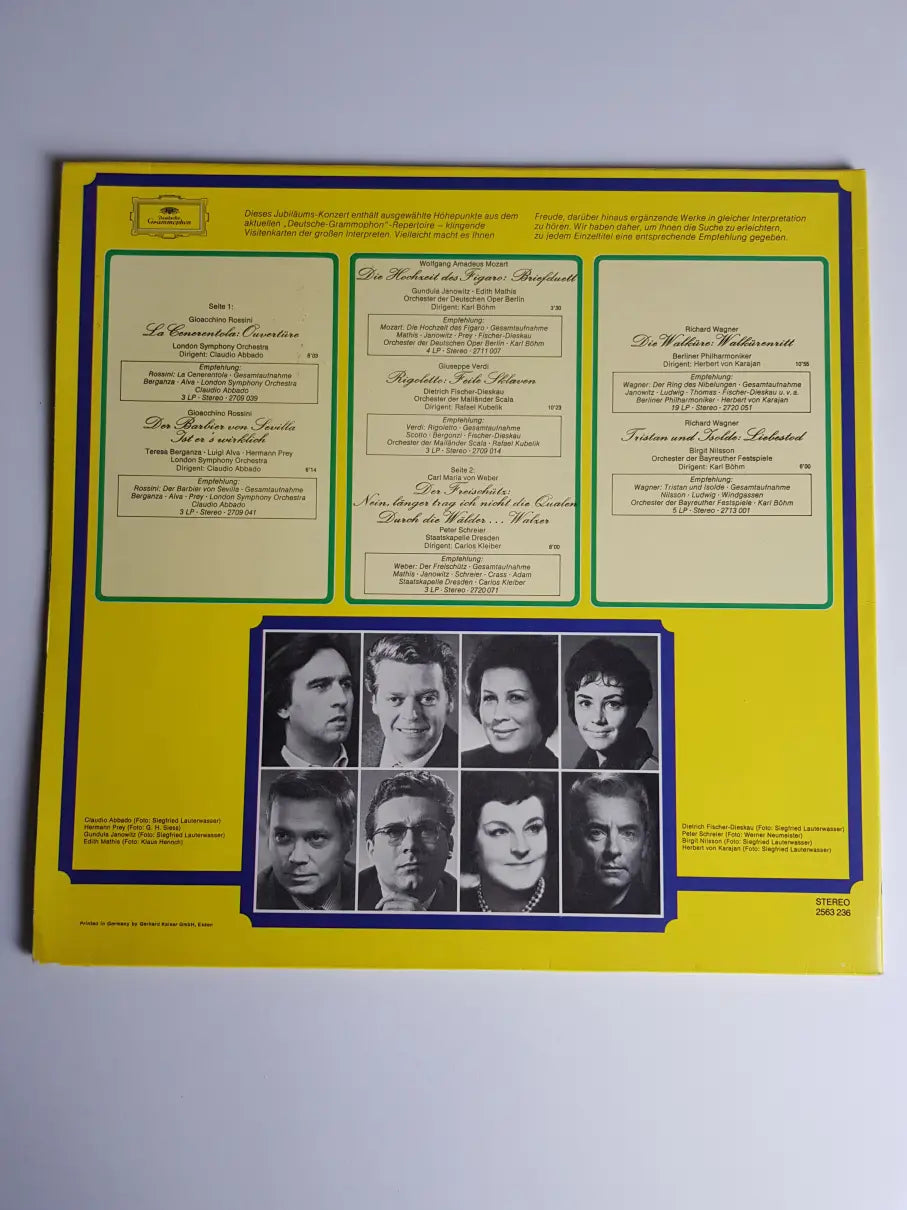 Deutsche
Grammophon
Dieses Jubiläums-Konzert enthält ausgewählte Höhepunkte aus dem
aktuellen „Deutsche-Grammophon“-Repertoire – klingende
Visitenkarten der großen Interpreten. Vielleicht macht es Ihnen
Freude, darüber hinaus ergänzende Werke in gleicher Interpretation
zu hören. Wir haben daher, um Ihnen die Suche zu erleichtern,
zu jedem Einzeltitel eine entsprechende Empfehlung gegeben.
Seite 1:
Gioacchino Rossini
La Cenerentola: Ouvertüre
London Symphony Orchestra
Dirigent: Claudio Abbado 8'03
Empfehlung:
Rossini: La Cenerentola · Gesamtaufnahme
Berganza · Alva · London Symphony Orchestra
Claudio Abbado
3 LP · Stereo · 2709 039
Gioacchino Rossini
Der Barbier von Sevilla
Ist er's wirklich
Teresa Berganza · Luigi Alva · Hermann Prey
London Symphony Orchestra
Dirigent: Claudio Abbado 6'14
Empfehlung:
Rossini: Der Barbier von Sevilla · Gesamtaufnahme
Berganza · Alva · Prey · London Symphony Orchestra
Claudio Abbado
3 LP · Stereo · 2709 041
Wolfgang Amadeus Mozart
Die Hochzeit des Figaro: Briefduett
Gundula Janowitz · Edith Mathis
Orchester der Deutschen Oper Berlin
Dirigent: Karl Böhm 3'30
Empfehlung:
Mozart: Die Hochzeit des Figaro · Gesamtaufnahme
Mathis · Janowitz · Prey · Fischer-Dieskau
Orchester der Deutschen Oper Berlin · Karl Böhm
4 LP · Stereo · 2711 007
Giuseppe Verdi
Rigoletto: Feile Sklaven
Dietrich Fischer-Dieskau
Orchester der Mailänder Scala
Dirigent: Rafael Kubelik 10'23
Empfehlung:
Verdi: Rigoletto · Gesamtaufnahme
Scotto · Bergonzi · Fischer-Dieskau
Orchester der Mailänder Scala · Rafael Kubelik
3 LP · Stereo · 2709 014
Seite 2:
Carl Maria von Weber
Der Freischütz:
Nein, länger trag ich nicht die Qualen
Durch die Wälder ... Walzer
Peter Schreier
Staatskapelle Dresden
Dirigent: Carlos Kleiber 8'00
Empfehlung:
Weber: Der Freischütz · Gesamtaufnahme
Mathis · Janowitz · Schreier · Crass · Adam
Staatskapelle Dresden · Carlos Kleiber
3 LP · Stereo · 2720 071
Richard Wagner
Die Walküre: Walkürenritt
Berliner Philharmoniker
Dirigent: Herbert von Karajan 10'55
Empfehlung:
Wagner: Der Ring des Nibelungen · Gesamtaufnahme
Janowitz · Ludwig · Thomas · Fischer-Dieskau u. v. a.
Berliner Philharmoniker · Herbert von Karajan
19 LP · Stereo · 2720 051
Richard Wagner
Tristan und Isolde: Liebestod
Birgit Nilsson
Orchester der Bayreuther Festspiele
Dirigent: Karl Böhm 6'00
Empfehlung:
Wagner: Tristan und Isolde · Gesamtaufnahme
Nilsson · Ludwig · Windgassen
Orchester der Bayreuther Festspiele · Karl Böhm
5 LP · Stereo · 2713 001
Claudio Abbado (Foto: Siegfried Lauterwasser)
Hermann Prey (Foto: G. H. Siess)
Gundula Janowitz (Foto: Siegfried Lauterwasser)
Edith Mathis (Foto: Klaus Hennch)
Dietrich Fischer-Dieskau (Foto: Siegfried Lauterwasser)
Peter Schreier (Foto: Werner Neumeister)
Birgit Nilsson (Foto: Siegfried Lauterwasser)
Herbert von Karajan (Foto: Siegfried Lauterwasser)
Printed in Germany by Gerhard Kaiser GmbH, Essen
STEREO
2563 236